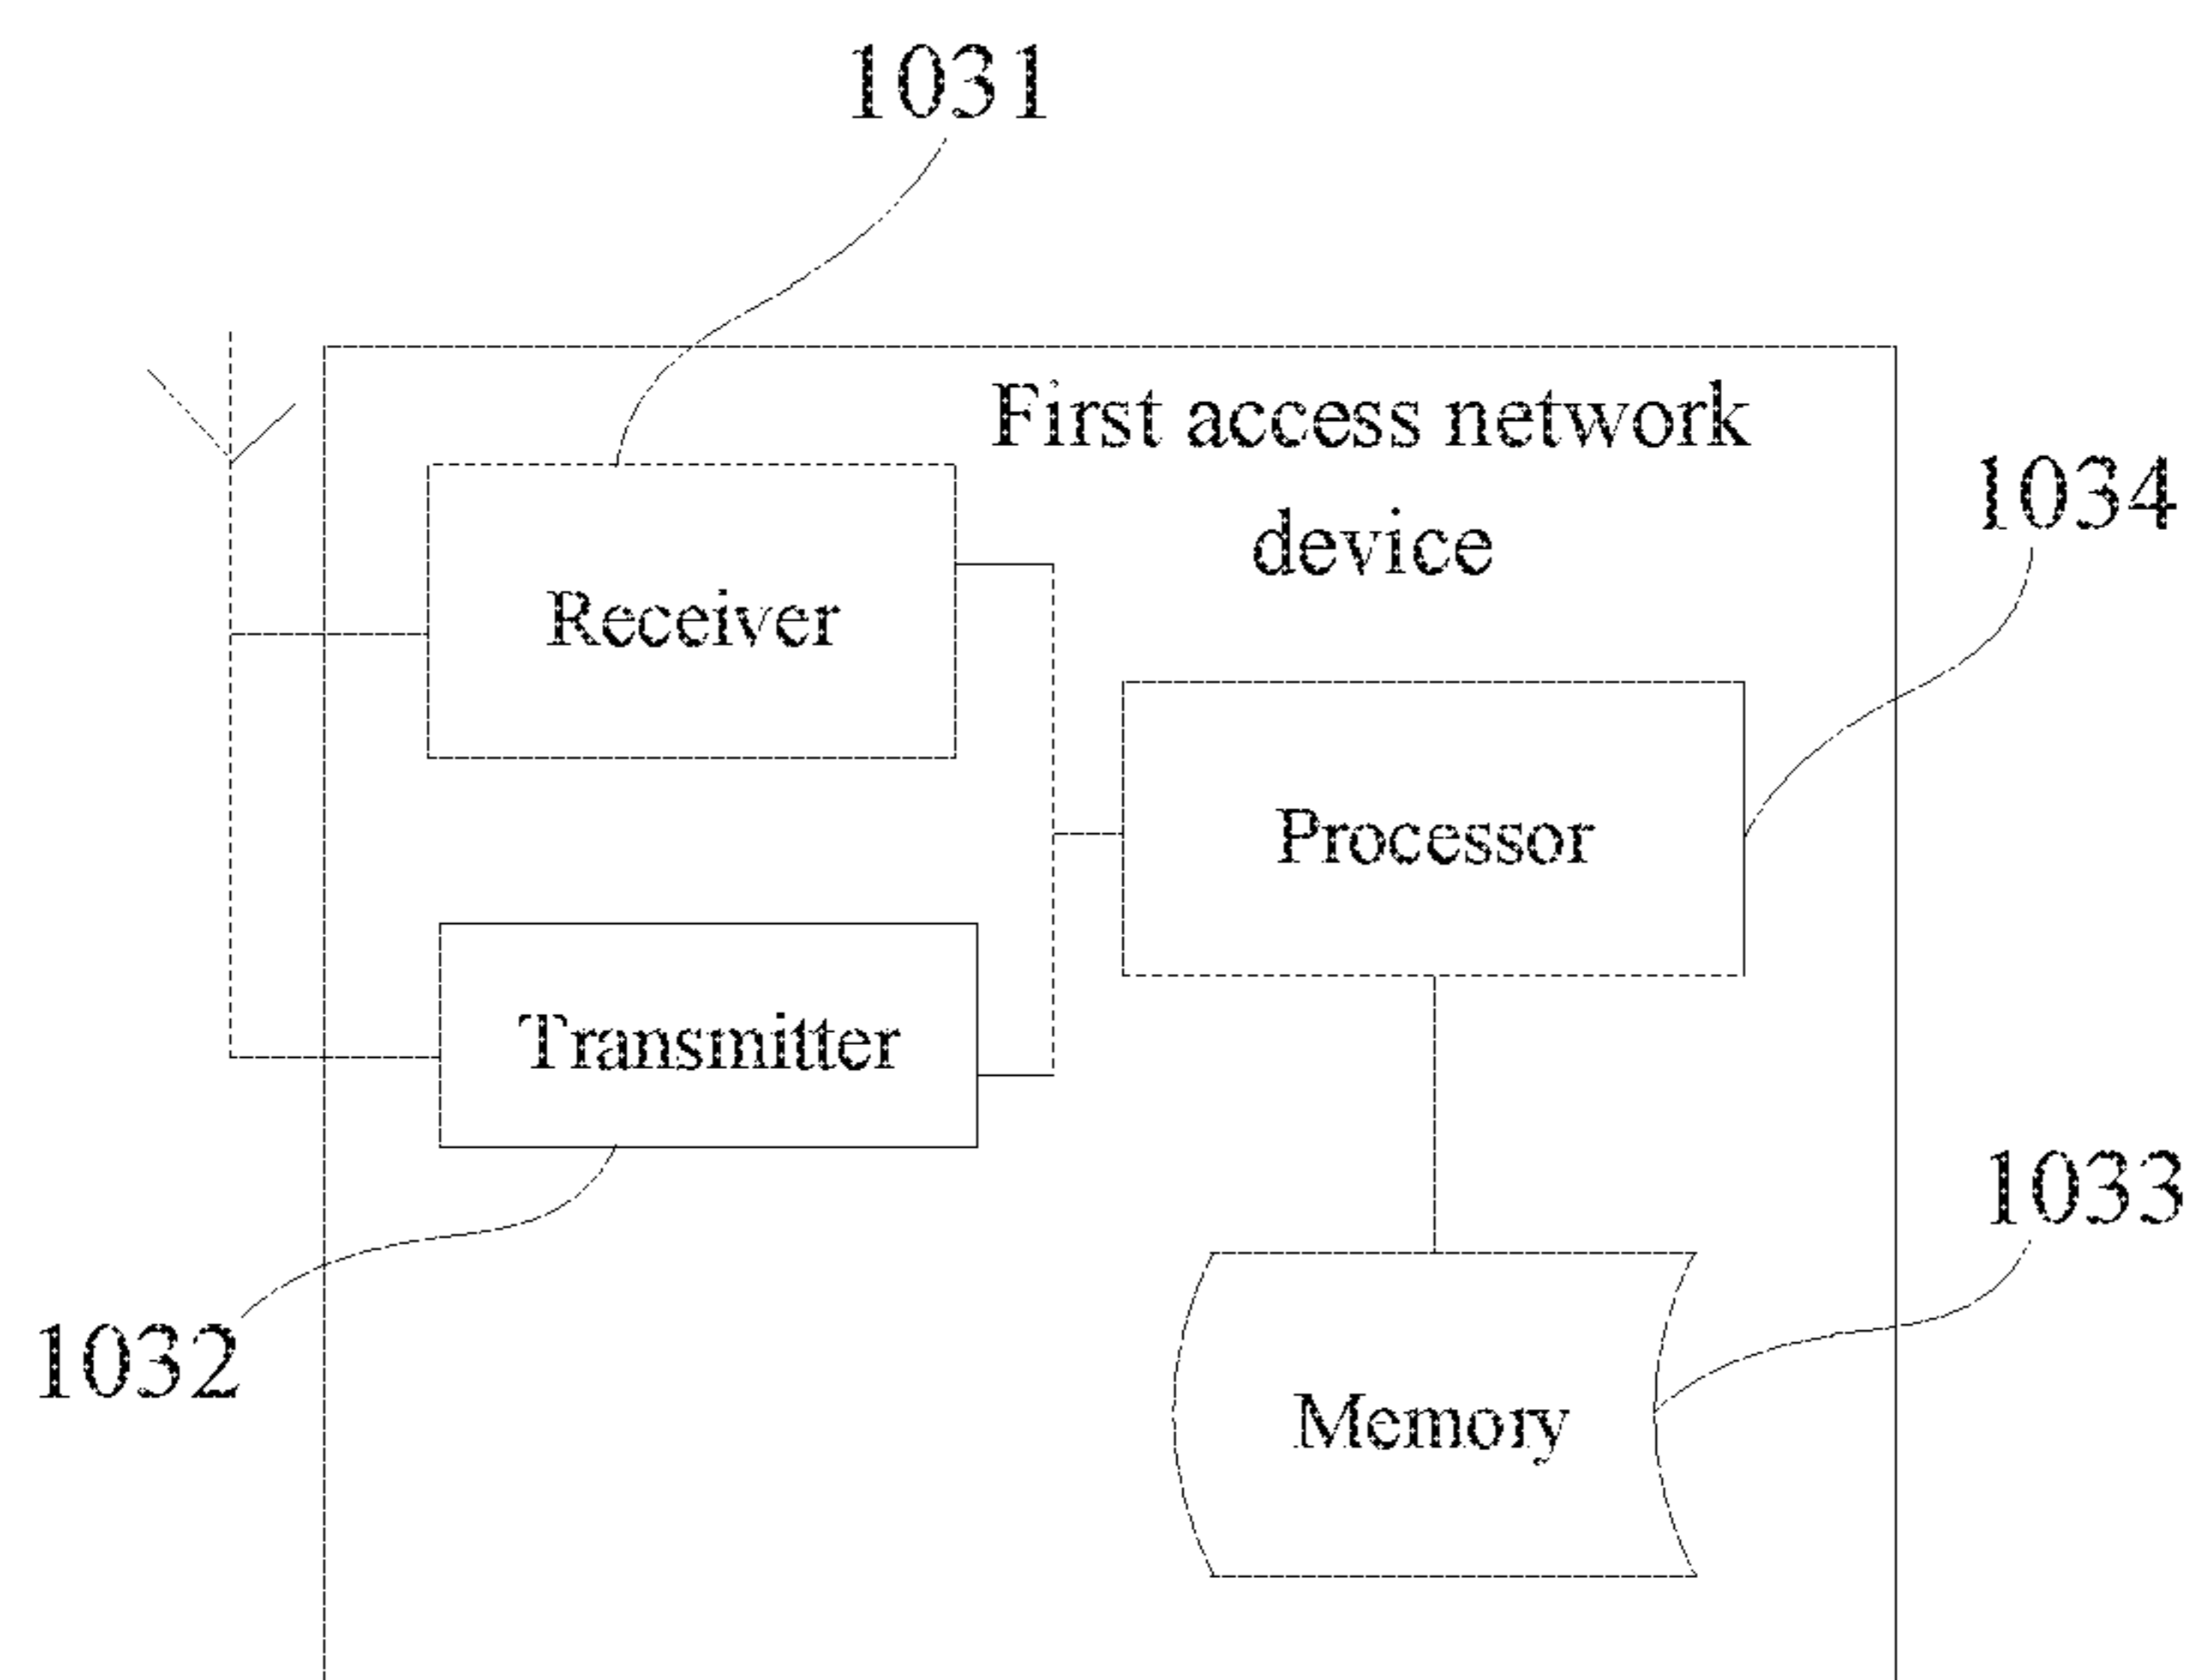 1031
First access network
device
1034
Receiver
Processor
Transmitter
1033
1032
Memory